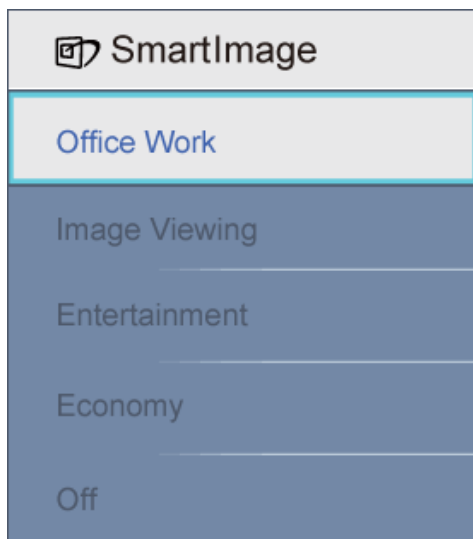 SmartImage
Office Work
Image Viewing
Entertainment
Economy
Off